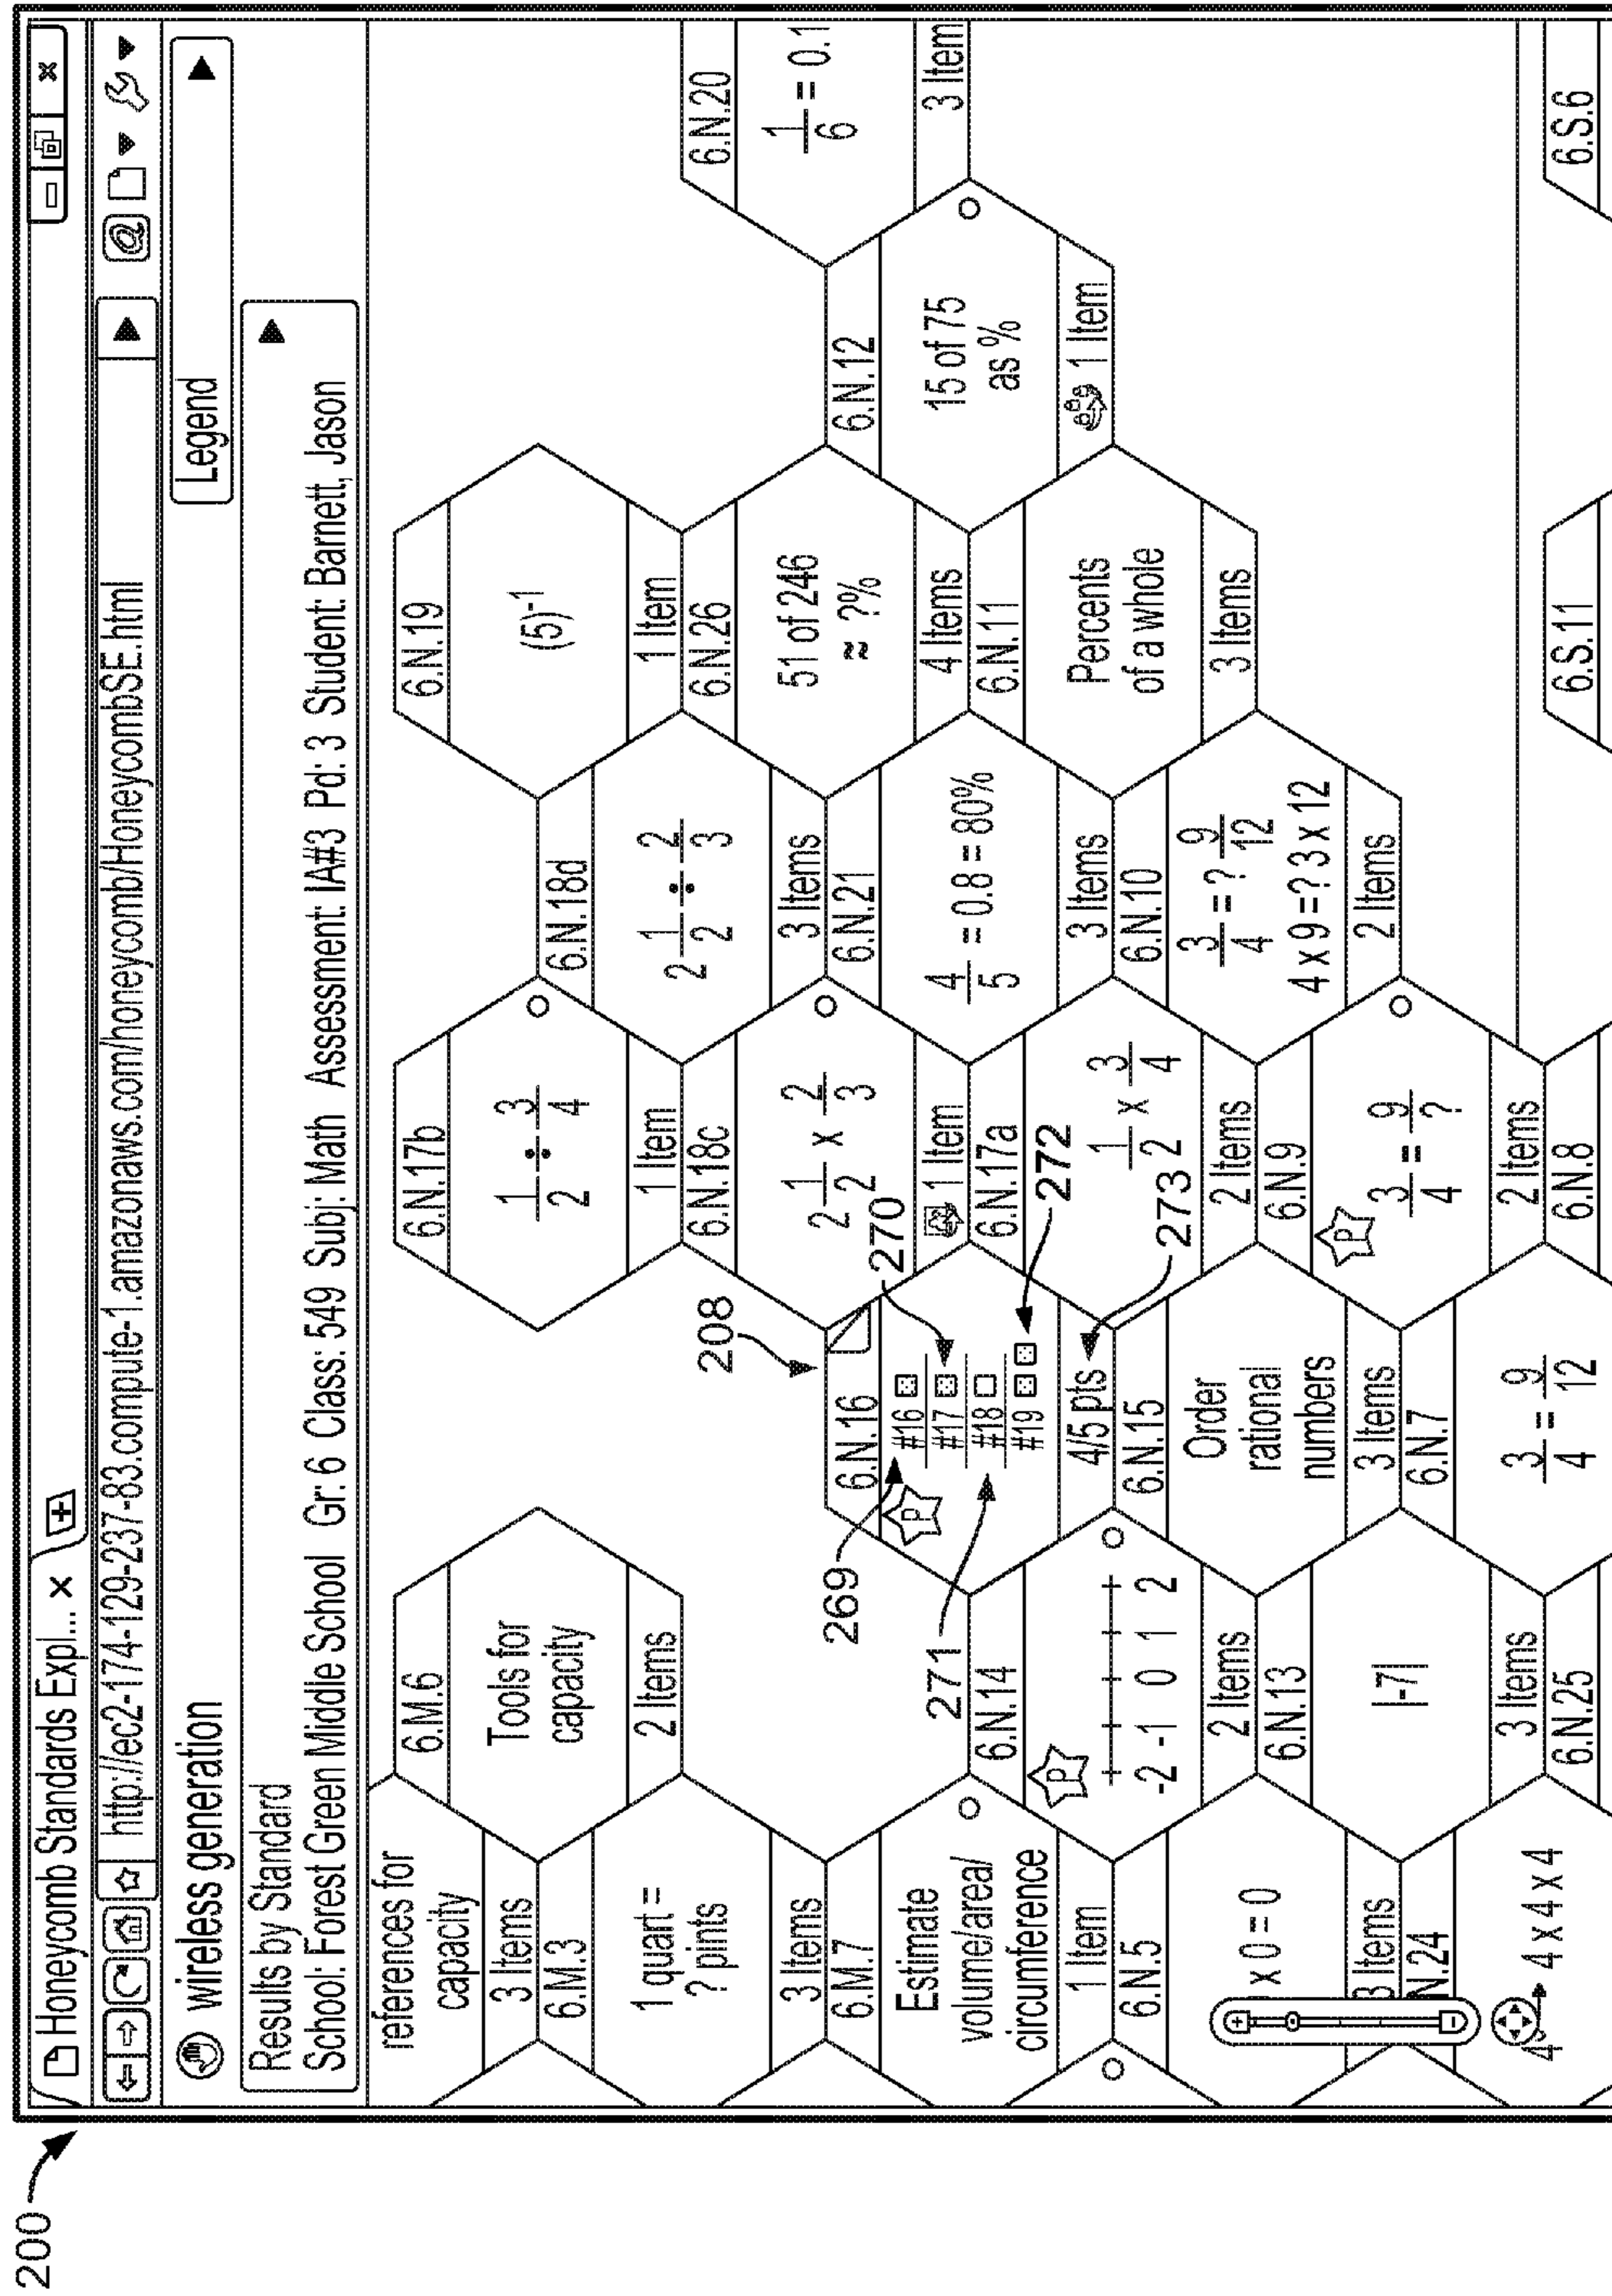 200
Honeycomb Standards Expl... ×
http://ec2-174-129-237-83.compute-1.amazonaws.com/honeycomb/HoneycombSE.html
wireless generation
Legend
Results by Standard
School: Forest Green Middle School Gr: 6 Class: 549 Subj: Math Assessment: IA#3 Pd: 3 Student: Barnett, Jason
references for
capacity
3 Items
6.M.3
1 quart =
? pints
3 Items
6.M.7
Estimate
volume/area/
circumference
1 Item
6.N.5
x 0 = 0
3 Items
N.24
4 x 4 x 4
6.M.6
Tools for
capacity
2 Items
6.N.14
P
-2 -1 0 1 2
2 Items
6.N.13
|-7|
3 Items
6.N.25
208
269
270
271
272
273
6.N.16
P
#16
#17
#18
#19
4/5 pts
6.N.15
Order
rational
numbers
3 Items
6.N.7
3/4 = 9/12
6.N.17b
1/2 ÷ 3/4
1 Item
6.N.18c
2 1/2 x 2/3
1 Item
6.N.17a
1/2 x 3/4
2 Items
6.N.9
P
3/4 = 9/?
2 Items
6.N.8
6.N.18d
2 1/2 ÷ 2/3
3 Items
6.N.21
4/5 = 0.8 = 80%
3 Items
6.N.10
3/4 = ? 9/12
4 x 9 =? 3 x 12
2 Items
6.N.19
(5)-1
1 Item
6.N.26
51 of 246
≈ ?%
4 Items
6.N.11
Percents
of a whole
3 Items
6.S.11
6.N.12
15 of 75
as %
1 Item
6.N.20
1/6 = 0.1
3 Item
6.S.6